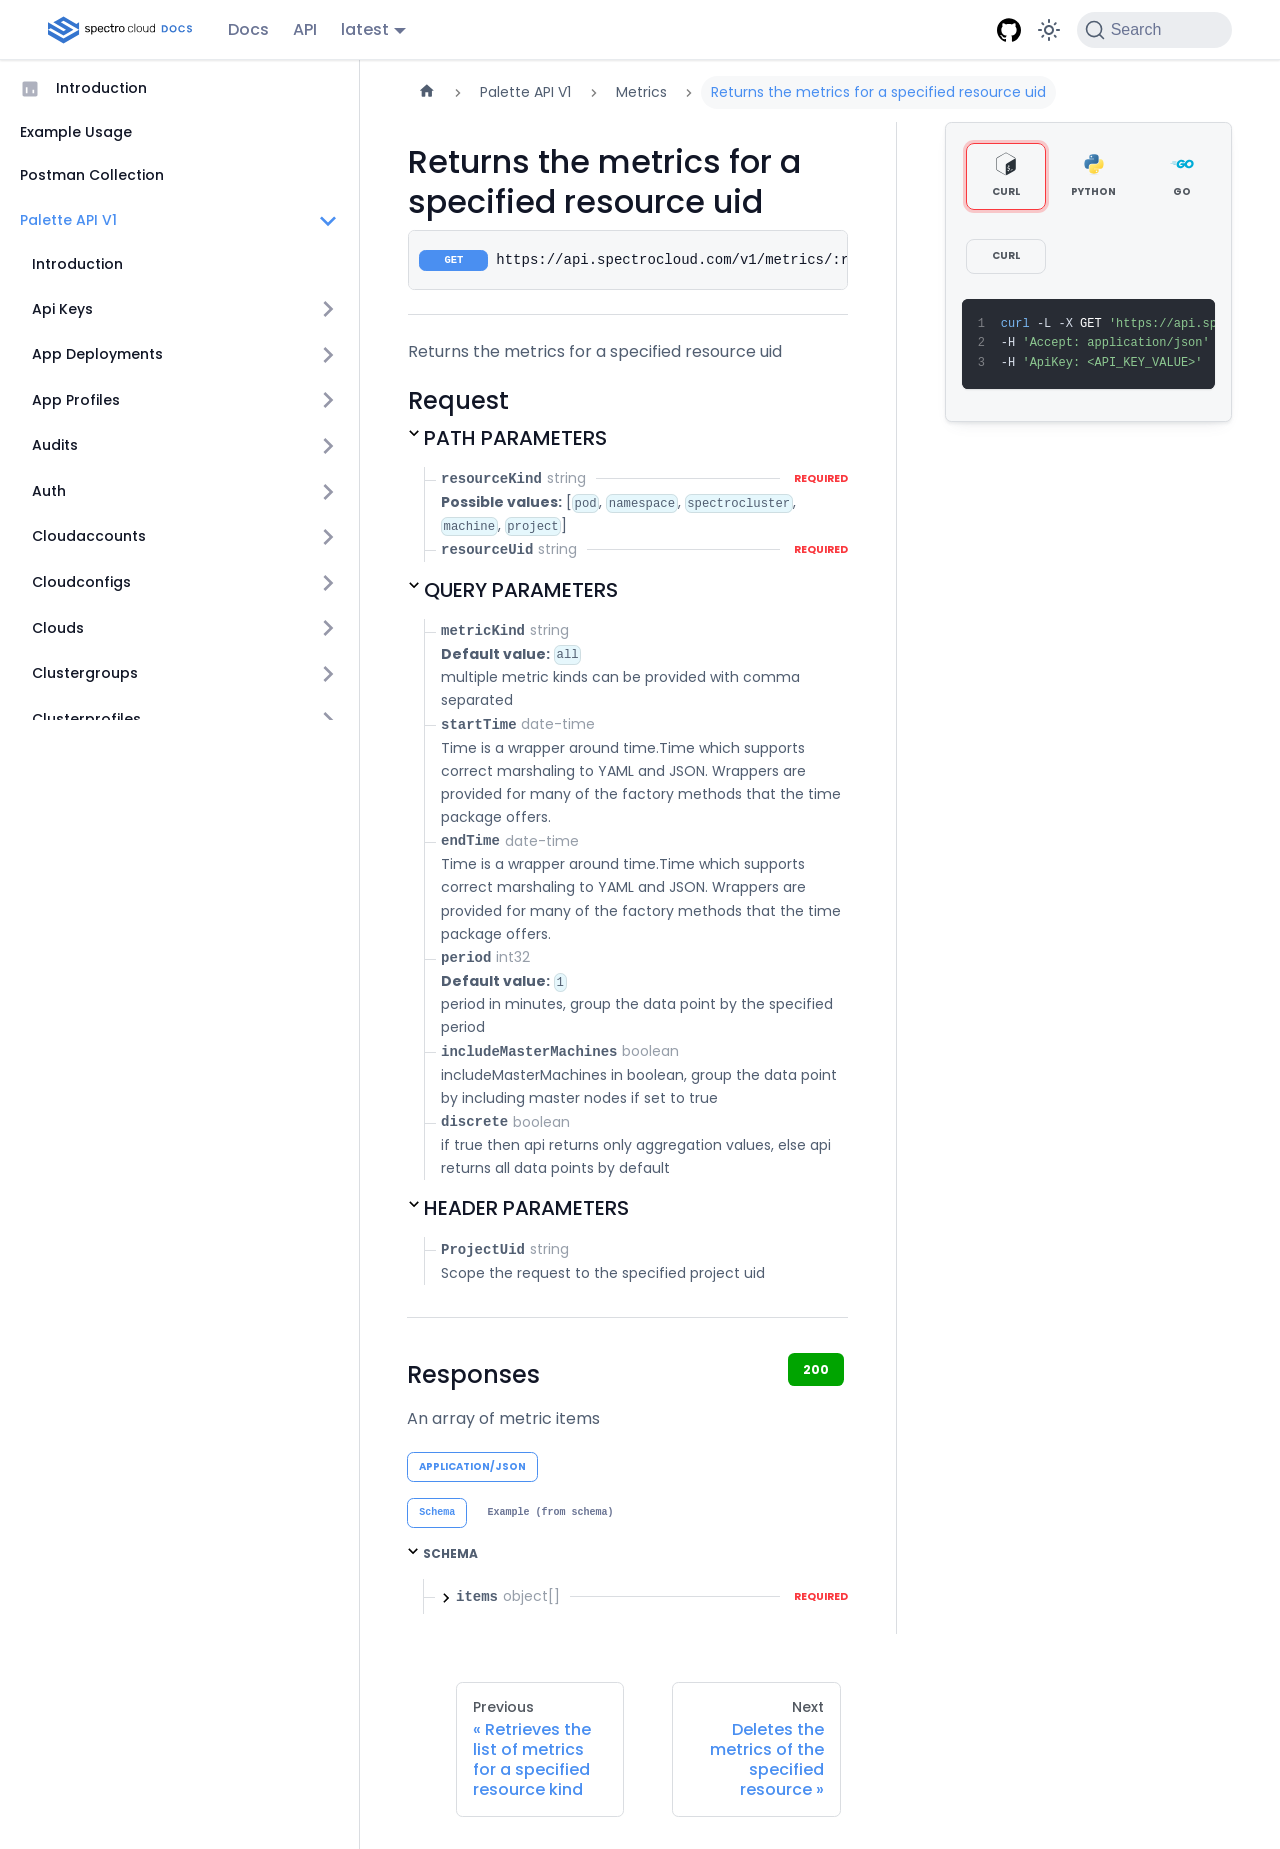 spectro cloud DOCS
Docs
API
latest
Search
Introduction
Example Usage
Postman Collection
Palette API V1
Introduction
Api Keys
App Deployments
App Profiles
Audits
Auth
Cloudaccounts
Cloudconfigs
Clouds
Clustergroups
Clusterprofiles
Palette API V1
Metrics
Returns the metrics for a specified resource uid
Returns the metrics for a
specified resource uid
GET https://api.spectrocloud.com/v1/metrics/:r
Returns the metrics for a specified resource uid
Request
PATH PARAMETERS
resourceKind string REQUIRED
Possible values: [pod, namespace, spectrocluster,
machine, project]
resourceUid string REQUIRED
QUERY PARAMETERS
metricKind string
Default value: all
multiple metric kinds can be provided with comma
separated
startTime date-time
Time is a wrapper around time.Time which supports
correct marshaling to YAML and JSON. Wrappers are
provided for many of the factory methods that the time
package offers.
endTime date-time
Time is a wrapper around time.Time which supports
correct marshaling to YAML and JSON. Wrappers are
provided for many of the factory methods that the time
package offers.
period int32
Default value: 1
period in minutes, group the data point by the specified
period
includeMasterMachines boolean
includeMasterMachines in boolean, group the data point
by including master nodes if set to true
discrete boolean
if true then api returns only aggregation values, else api
returns all data points by default
HEADER PARAMETERS
ProjectUid string
Scope the request to the specified project uid
Responses
200
An array of metric items
APPLICATION/JSON
Schema
Example (from schema)
SCHEMA
items object[] REQUIRED
Previous
« Retrieves the
list of metrics
for a specified
resource kind
Next
Deletes the
metrics of the
specified
resource »
CURL
PYTHON
GO
CURL
1 curl -L -X GET 'https://api.sp
2 -H 'Accept: application/json'
3 -H 'ApiKey: <API_KEY_VALUE>'